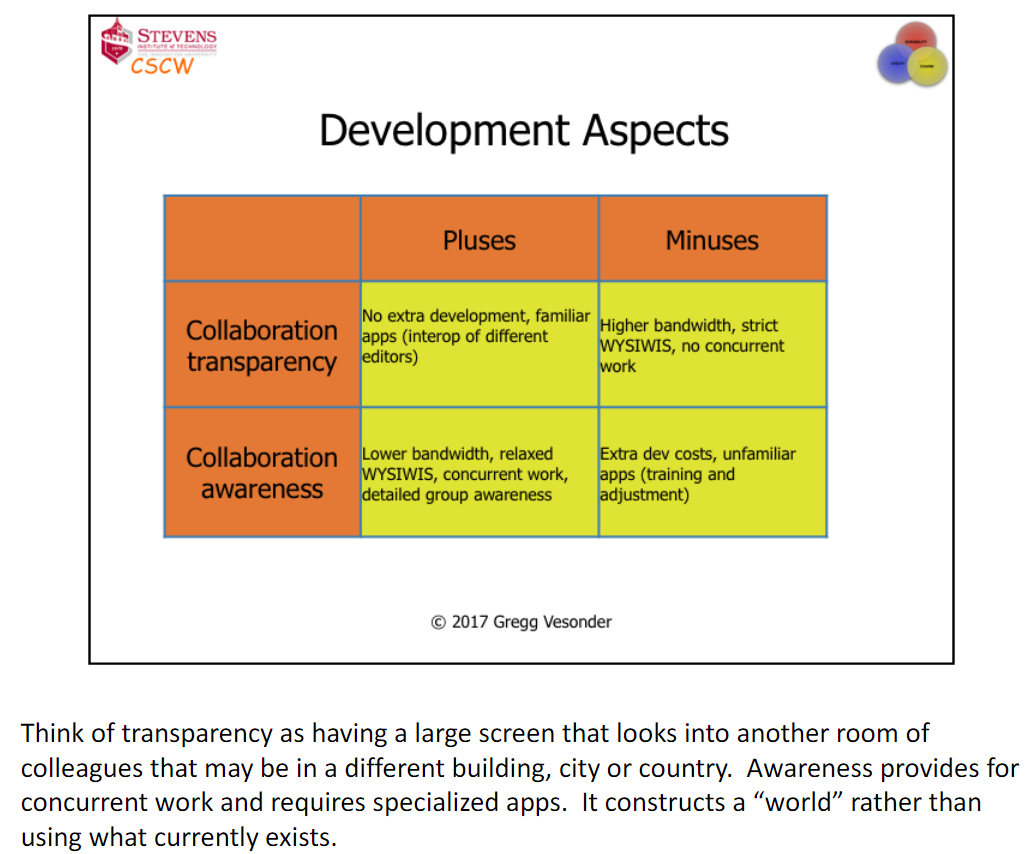 STEVENS
INSTITUTE of TECHNOLOGY
CSCW
Development Aspects
Pluses
Minuses
Collaboration
transparency
No extra development, familiar
apps (interop of different
editors)
Higher bandwidth, strict
WYSIWIS, no concurrent
work
Collaboration
awareness
Lower bandwidth, relaxed
WYSIWIS, concurrent work,
detailed group awareness
Extra dev costs, unfamiliar
apps (training and
adjustment)
© 2017 Gregg Vesonder
Think of transparency as having a large screen that looks into another room of
colleagues that may be in a different building, city or country.  Awareness provides for
concurrent work and requires specialized apps.  It constructs a “world” rather than
using what currently exists.